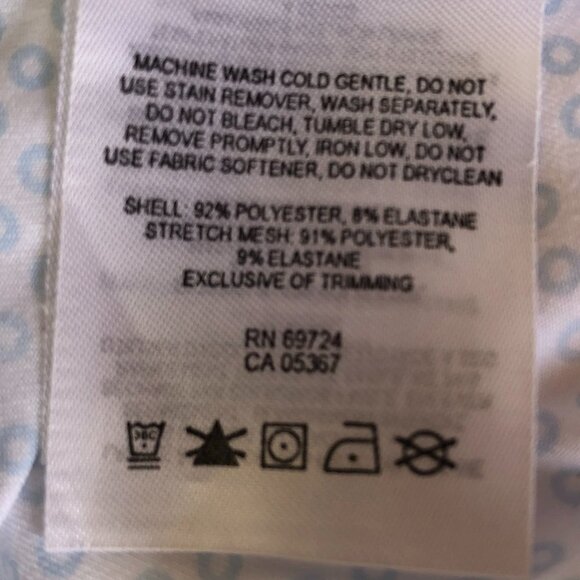 MACHINE WASH COLD GENTLE, DO NOT
USE STAIN REMOVER, WASH SEPARATELY,
DO NOT BLEACH, TUMBLE DRY LOW,
REMOVE PROMPTLY, IRON LOW, DO NOT
USE FABRIC SOFTENER, DO NOT DRYCLEAN
SHELL: 92% POLYESTER, 8% ELASTANE
STRETCH MESH: 91% POLYESTER,
9% ELASTANE
EXCLUSIVE OF TRIMMING
RN 69724
CA 05367